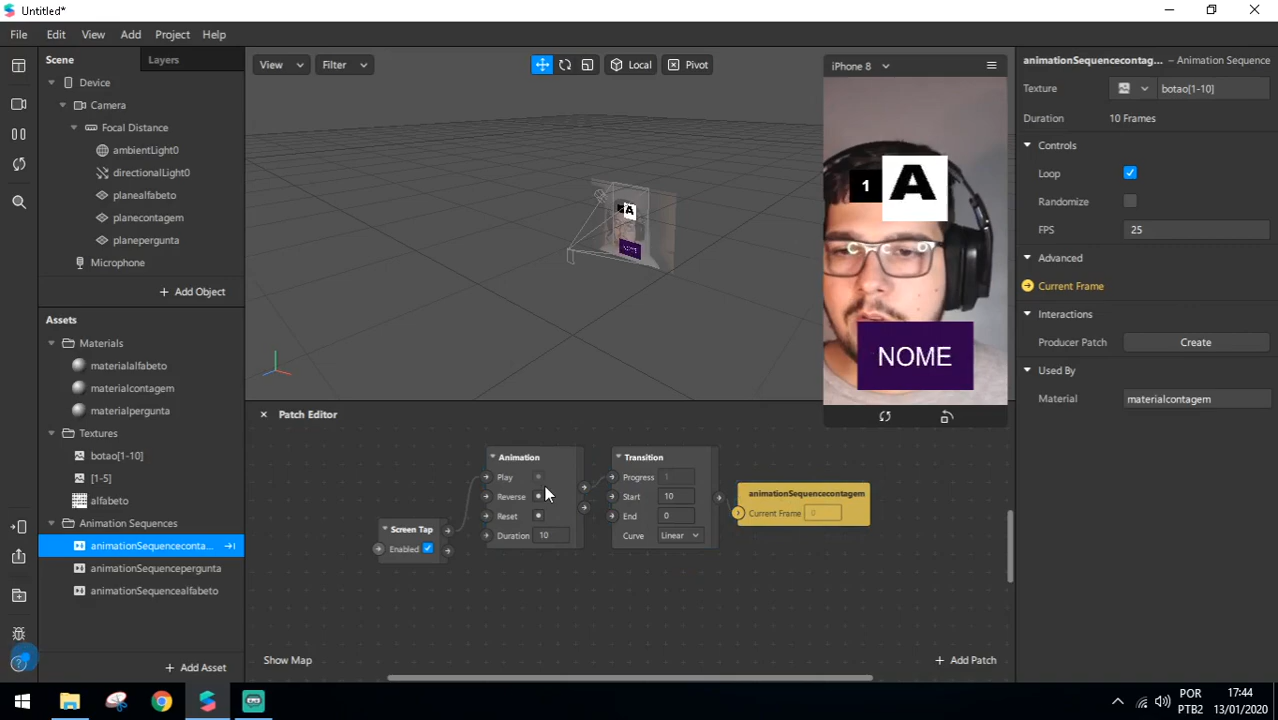 Untitled*
File Edit View Add Project Help
Scene Layers
Device
Camera
Focal Distance
ambientLight0
directionalLight0
planealfabeto
planecontagem
planepergunta
Microphone
+ Add Object
Assets
Materials
materialalfabeto
materialcontagem
materialpergunta
Textures
botao[1-10]
[1-5]
alfabeto
Animation Sequences
animationSequenceconta...
animationSequencepergunta
animationSequencealfabeto
+ Add Asset
View Filter Local Pivot
iPhone 8
1 A
NOME
A
NOME
Patch Editor
Screen Tap
Enabled
Animation
Play
Reverse
Reset
Duration 10
Transition
Progress 1
Start 10
End 0
Curve Linear
animationSequencecontagem
Current Frame 0
Show Map
+ Add Patch
animationSequencecontag... – Animation Sequence
Texture botao[1-10]
Duration 10 Frames
Controls
Loop
Randomize
FPS 25
Advanced
Current Frame
Interactions
Producer Patch Create
Used By
Material materialcontagem
POR
PTB2
17:44
13/01/2020